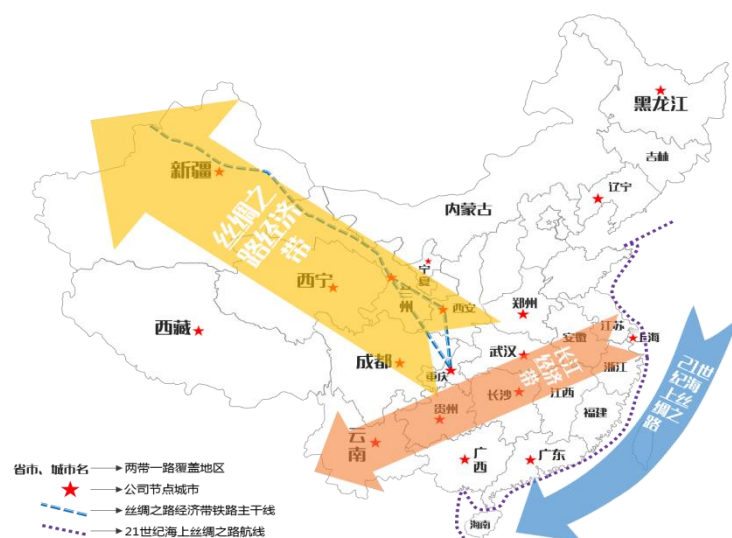 黑龙江
吉林
辽宁
新疆
内蒙古
丝绸之
路经济
带
宁
夏
西宁
兰
州
西安
郑州
西藏
江苏
上海
安徽
武汉
长江
经济
带
浙江
成都
重庆
长沙
江西
21世
纪海
上丝
绸之
路
贵州
福建
云
南
广
西
广东
海南
省市、城市名
两带一路覆盖地区
公司节点城市
丝绸之路经济带铁路主干线
21世纪海上丝绸之路航线